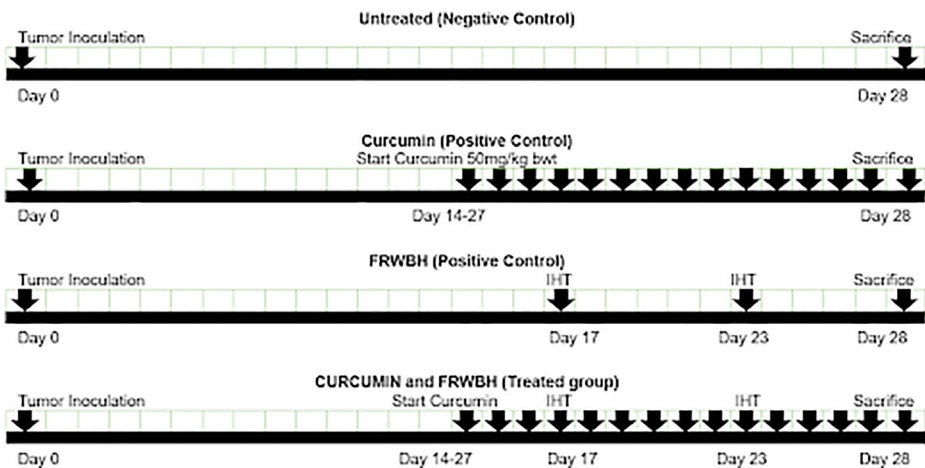 Untreated (Negative Control)
Tumor Inoculation Sacrifice
Day 0 Day 28
Curcumin (Positive Control)
Tumor Inoculation Start Curcumin 50mg/kg bwt Sacrifice
Day 0 Day 14-27 Day 28
FRWBH (Positive Control)
Tumor Inoculation IHT IHT Sacrifice
Day 0 Day 17 Day 23 Day 28
CURCUMIN and FRWBH (Treated group)
Tumor Inoculation Start Curcumin IHT IHT Sacrifice
Day 0 Day 14-27 Day 17 Day 23 Day 28